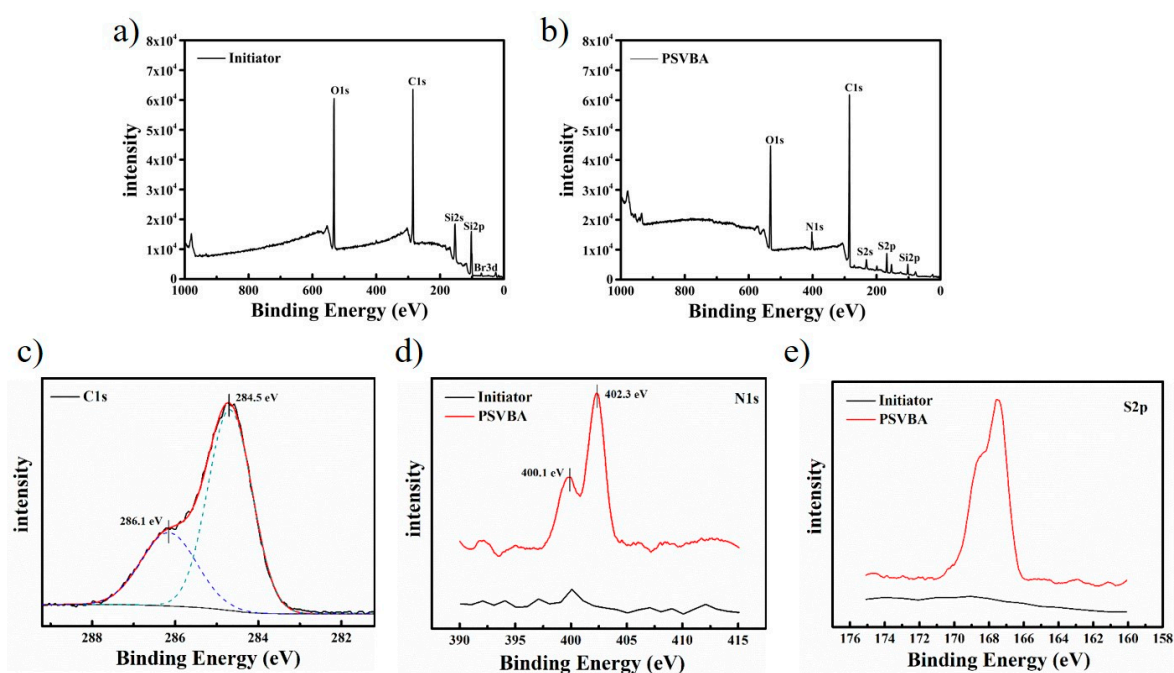 a)
Initiator
O1s
C1s
Si2s
Si2p
Br3d
8x10⁴
7x10⁴
6x10⁴
5x10⁴
4x10⁴
3x10⁴
2x10⁴
1x10⁴
0
intensity
1000 800 600 400 200 0
Binding Energy (eV)
b)
PSVBA
C1s
O1s
N1s
S2s
S2p
Si2p
8x10⁴
7x10⁴
6x10⁴
5x10⁴
4x10⁴
3x10⁴
2x10⁴
1x10⁴
0
intensity
1000 800 600 400 200 0
Binding Energy (eV)
c)
C1s
284.5 eV
286.1 eV
intensity
288 286 284 282
Binding Energy (eV)
d)
Initiator
PSVBA
402.3 eV
N1s
400.1 eV
intensity
390 395 400 405 410 415
Binding Energy (eV)
e)
Initiator
PSVBA
S2p
intensity
176 174 172 170 168 166 164 162 160 158
Binding Energy (eV)